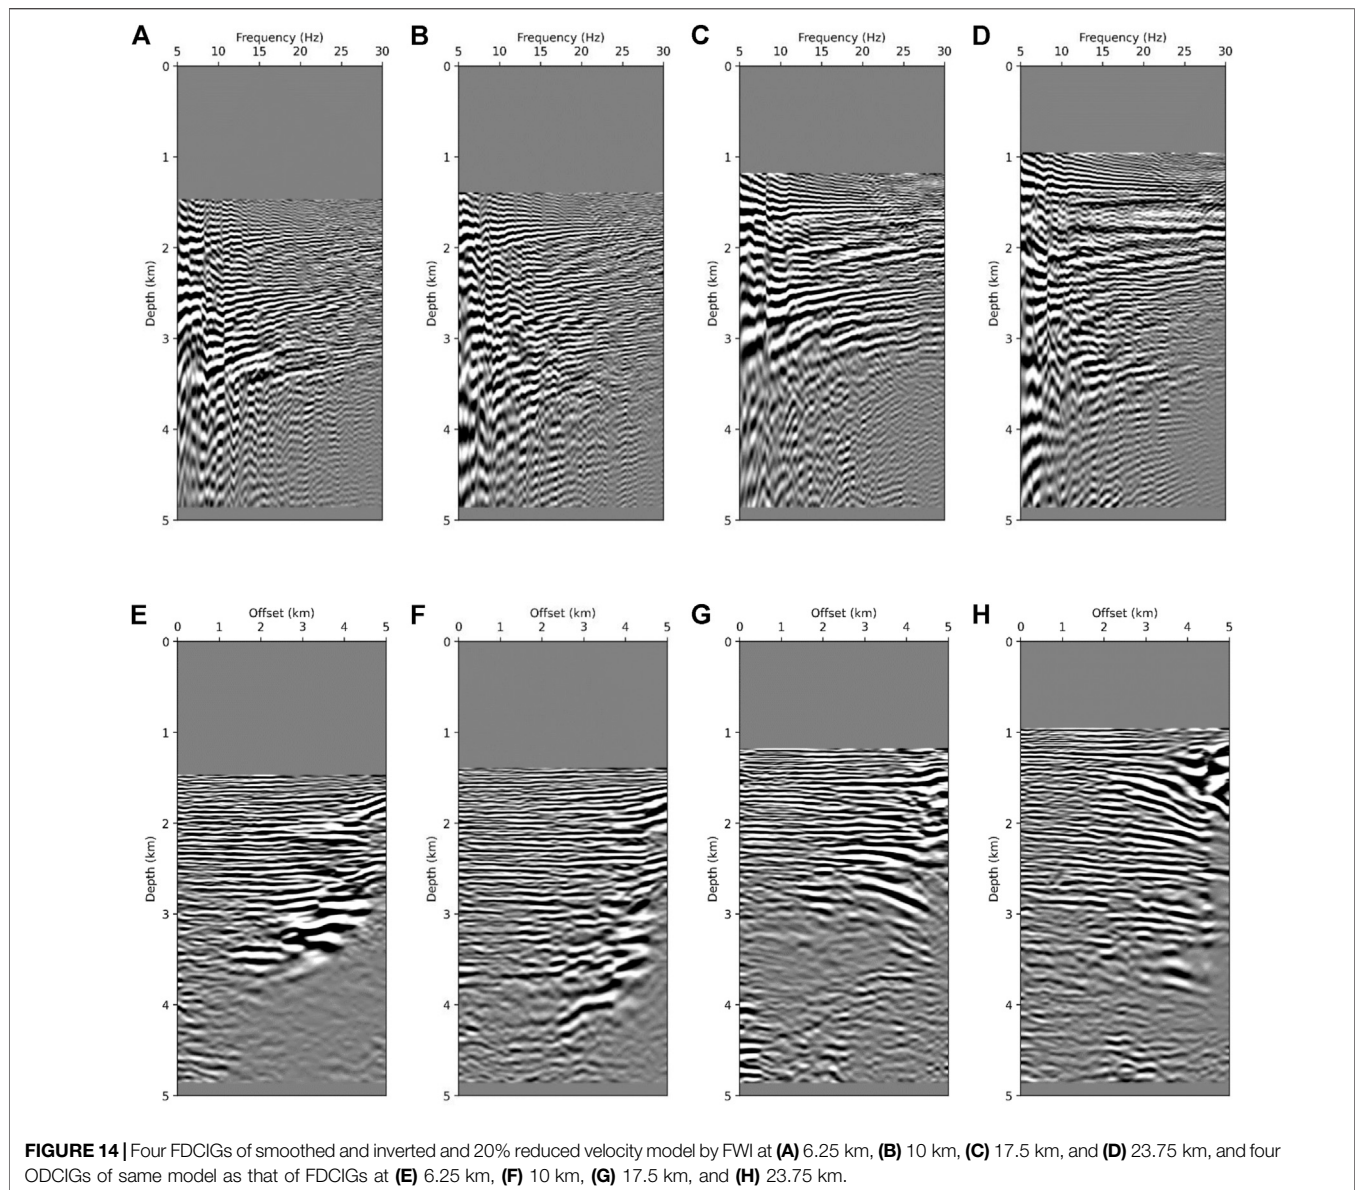 A
B
C
D
Frequency (Hz)
Frequency (Hz)
Frequency (Hz)
Frequency (Hz)
5 10 15 20 25 30
5 10 15 20 25 30
5 10 15 20 25 30
5 10 15 20 25 30
0 1 2 3 4 5
Depth (km)
0 1 2 3 4 5
Depth (km)
0 1 2 3 4 5
Depth (km)
0 1 2 3 4 5
Depth (km)
E
F
G
H
Offset (km)
Offset (km)
Offset (km)
Offset (km)
0 1 2 3 4 5
0 1 2 3 4 5
0 1 2 3 4 5
0 1 2 3 4 5
0 1 2 3 4 5
Depth (km)
0 1 2 3 4 5
Depth (km)
0 1 2 3 4 5
Depth (km)
0 1 2 3 4 5
Depth (km)
FIGURE 14 | Four FDCIGs of smoothed and inverted and 20% reduced velocity model by FWI at (A) 6.25 km, (B) 10 km, (C) 17.5 km, and (D) 23.75 km, and four
ODCIGs of same model as that of FDCIGs at (E) 6.25 km, (F) 10 km, (G) 17.5 km, and (H) 23.75 km.